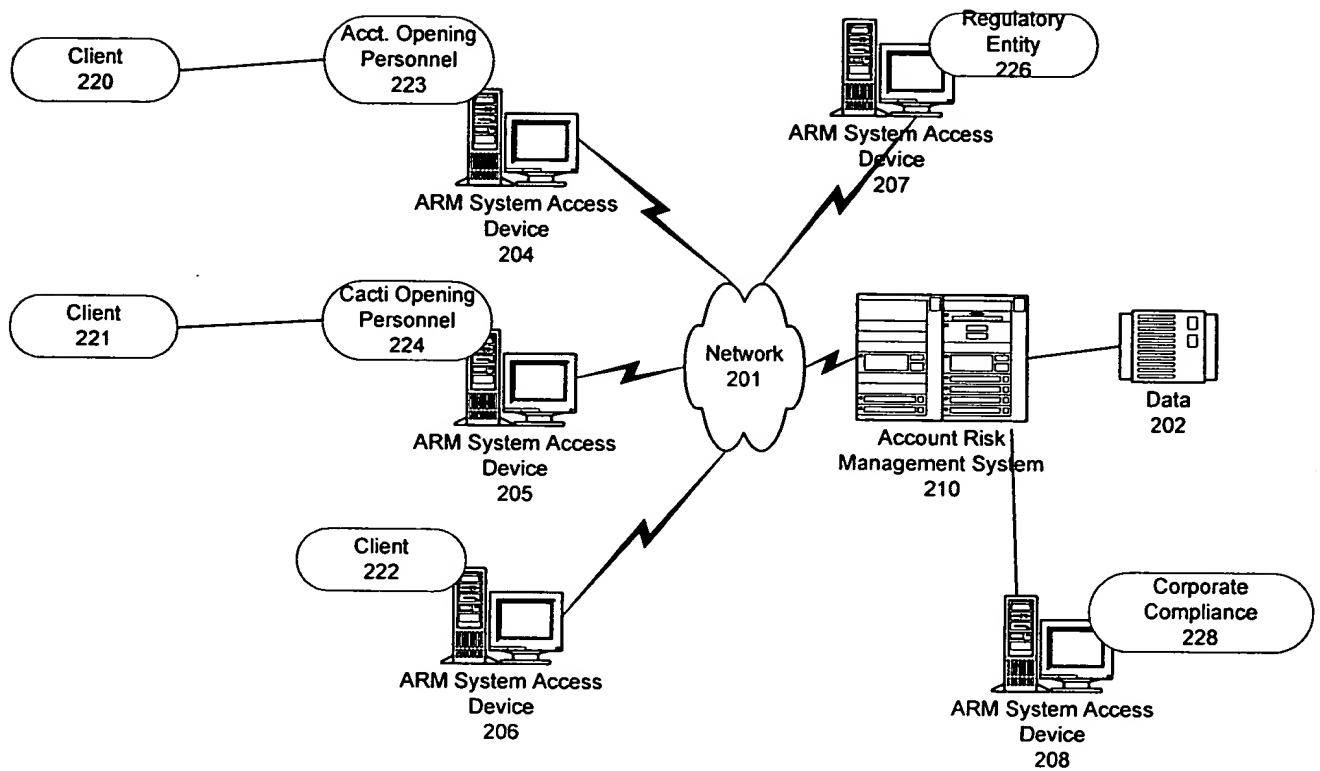 Client
220
Acct. Opening
Personnel
223
ARM System Access
Device
204
Regulatory
Entity
226
ARM System Access
Device
207
Client
221
Cacti Opening
Personnel
224
ARM System Access
Device
205
Network
201
Account Risk
Management System
210
Data
202
Client
222
ARM System Access
Device
206
Corporate
Compliance
228
ARM System Access
Device
208